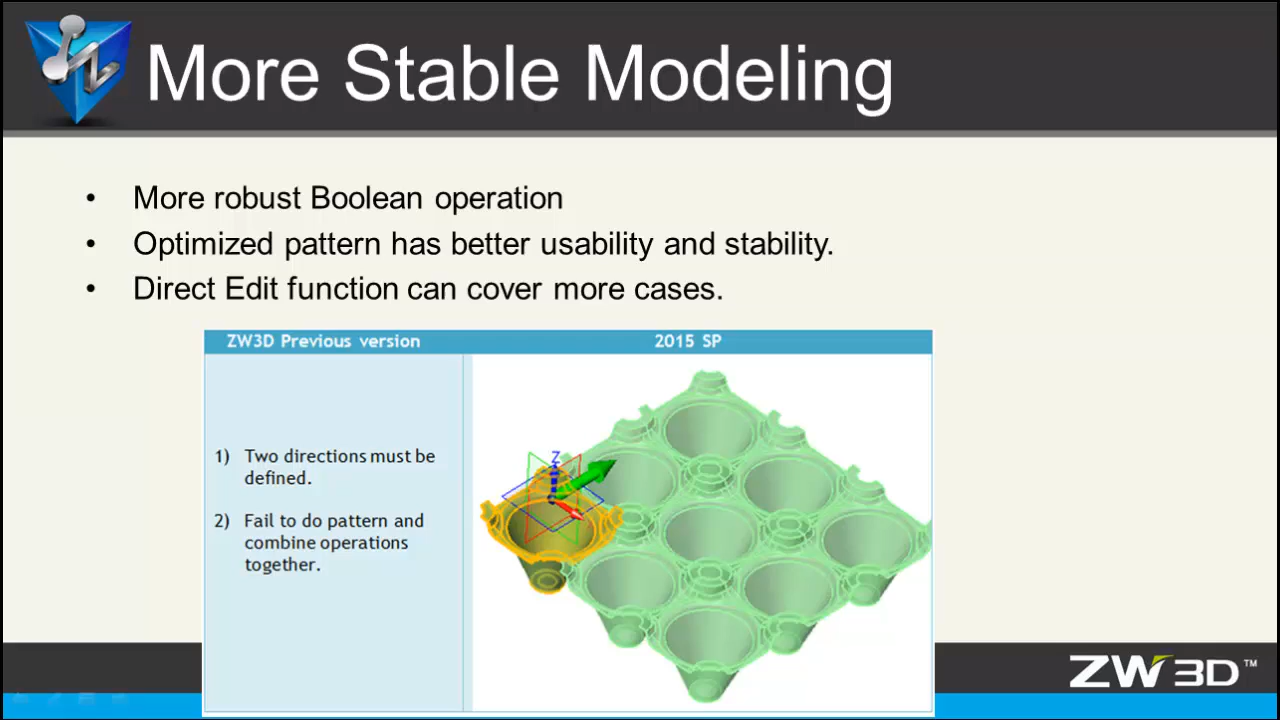 More Stable Modeling
• More robust Boolean operation
• Optimized pattern has better usability and stability.
• Direct Edit function can cover more cases.
ZW3D Previous version
2015 SP
1) Two directions must be
defined.
2) Fail to do pattern and
combine operations
together.
Z
ZW3D™